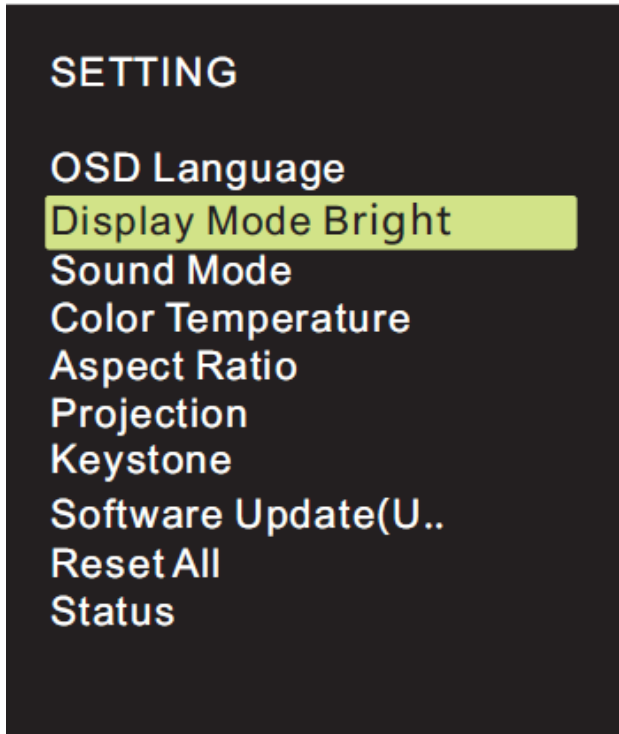 SETTING
OSD Language
Display Mode Bright
Sound Mode
Color Temperature
Aspect Ratio
Projection
Keystone
Software Update(U..
Reset All
Status